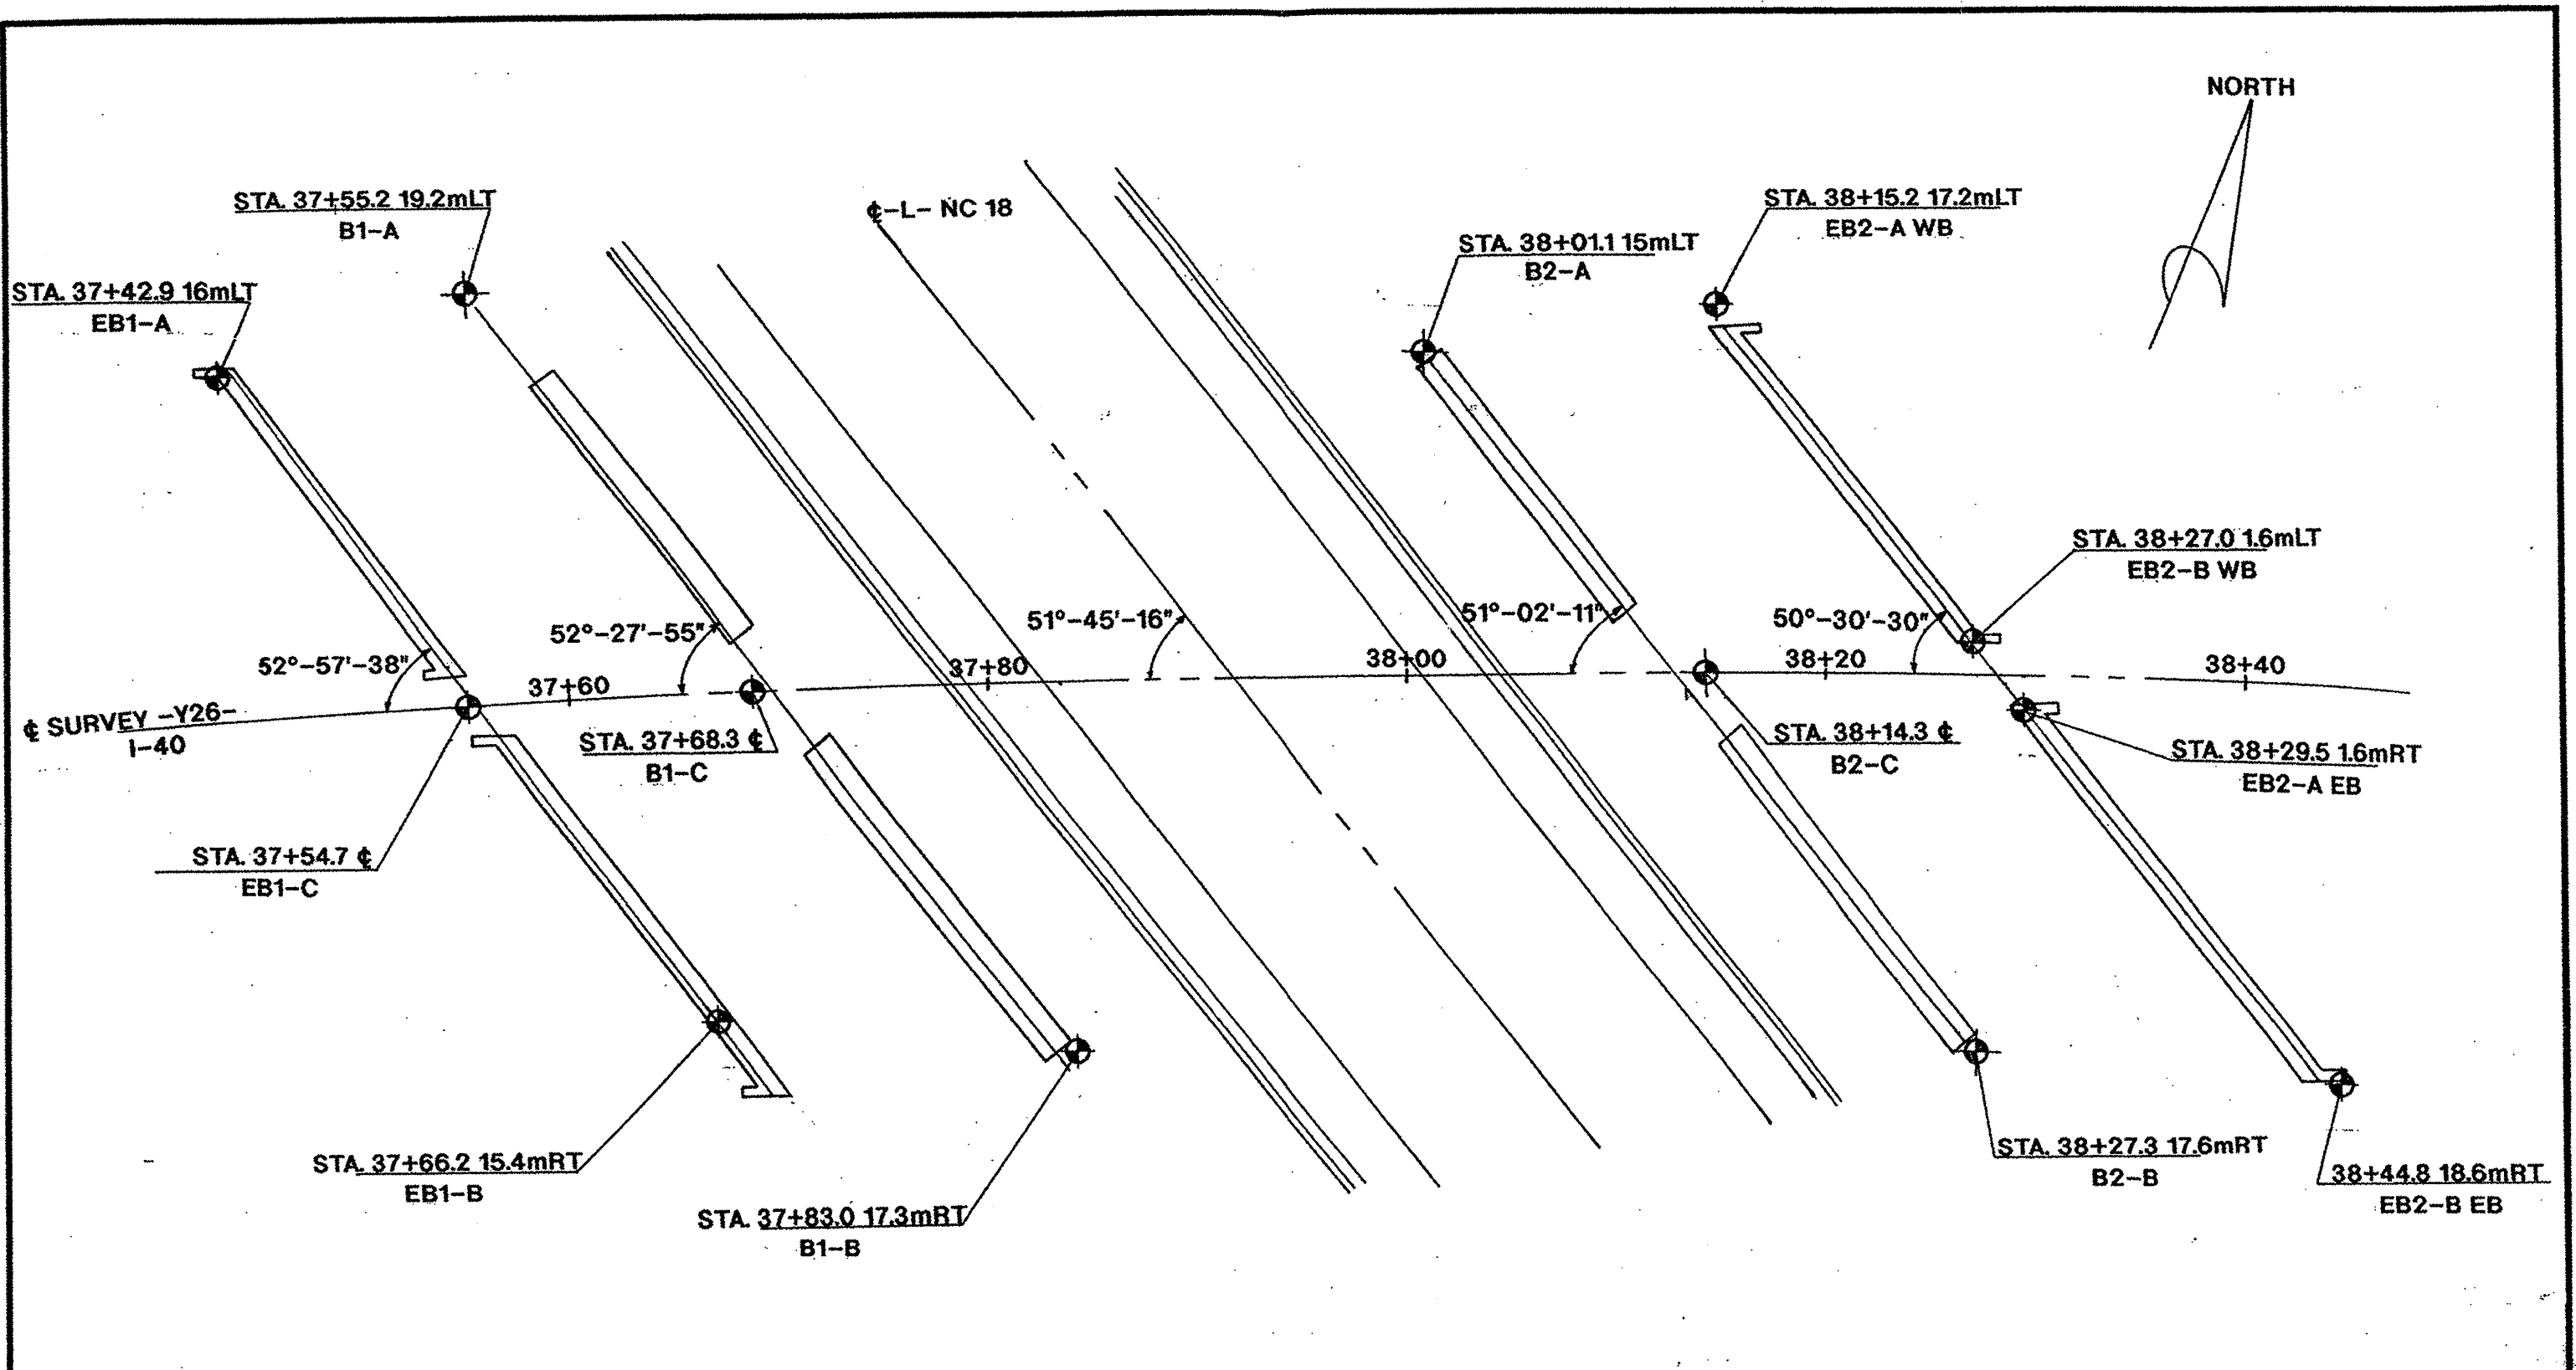 NORTH
STA. 37+55.2 19.2mLT
B1-A
℄-L- NC 18
STA. 38+15.2 17.2mLT
EB2-A WB
STA. 38+01.1 15mLT
B2-A
STA. 37+42.9 16mLT
EB1-A
STA. 38+27.0 1.6mLT
EB2-B WB
52°-57'-38"
52°-27'-55"
51°-45'-16"
51°-02'-11"
50°-30'-30"
37+60
37+80
38+00
38+20
38+40
℄ SURVEY -Y26-
I-40
STA. 37+68.3 ℄
B1-C
STA. 38+14.3 ℄
B2-C
STA. 38+29.5 1.6mRT
EB2-A EB
STA. 37+54.7 ℄
EB1-C
STA. 37+66.2 15.4mRT
EB1-B
STA. 37+83.0 17.3mRT
B1-B
STA. 38+27.3 17.6mRT
B2-B
38+44.8 18.6mRT
EB2-B EB